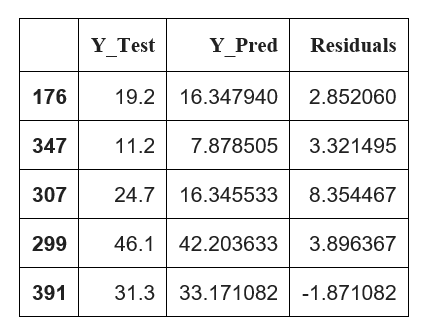 Y_Test Y_Pred Residuals
176 19.2 16.347940 2.852060
347 11.2 7.878505 3.321495
307 24.7 16.345533 8.354467
299 46.1 42.203633 3.896367
391 31.3 33.171082 -1.871082